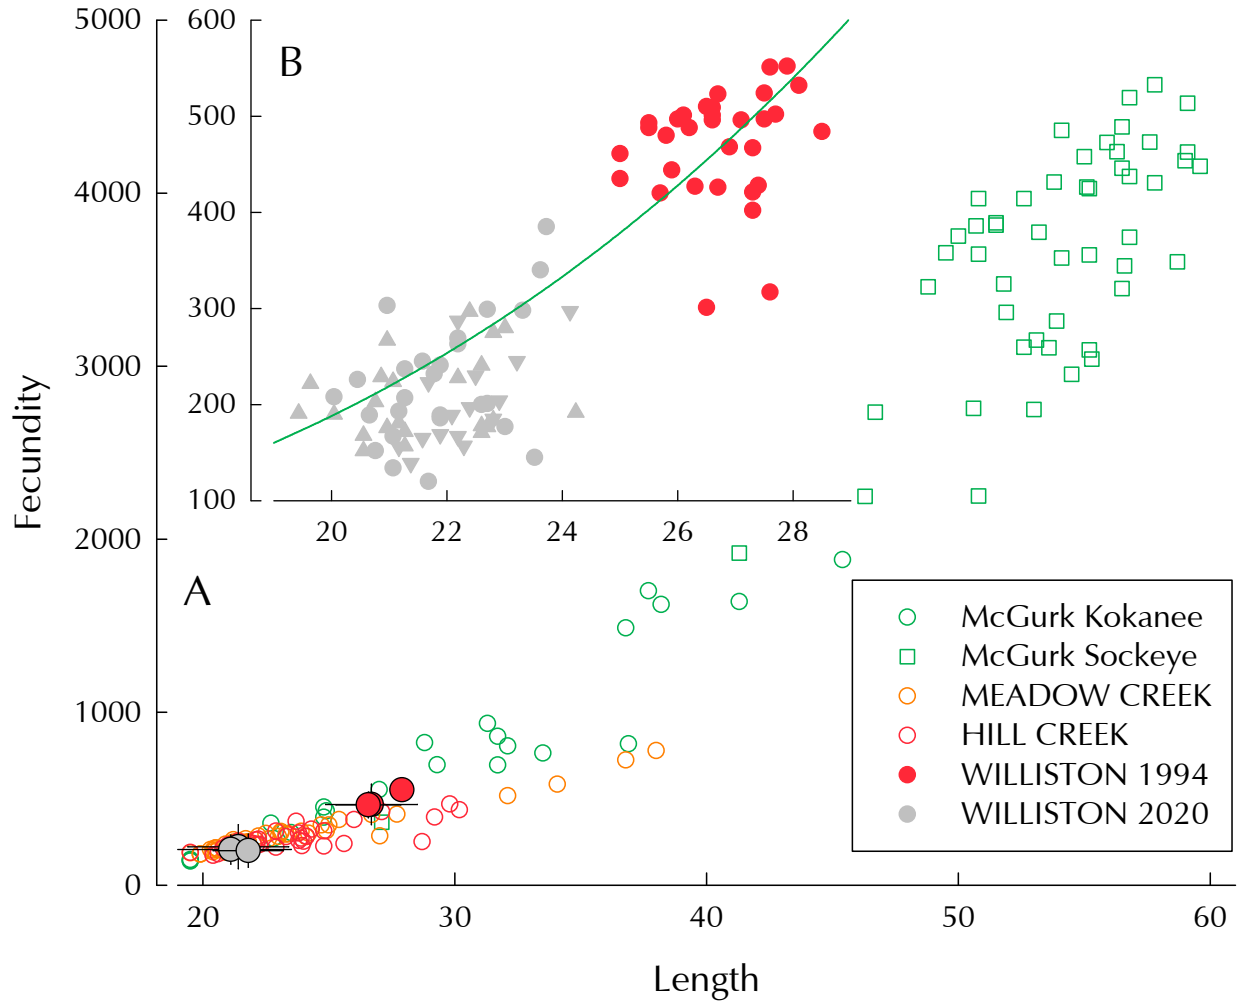 5000
4000
3000
2000
1000
0
Fecundity
600
500
400
300
200
100
B
20 22 24 26 28
A
McGurk Kokanee
McGurk Sockeye
MEADOW CREEK
HILL CREEK
WILLISTON 1994
WILLISTON 2020
20 30 40 50 60
Length